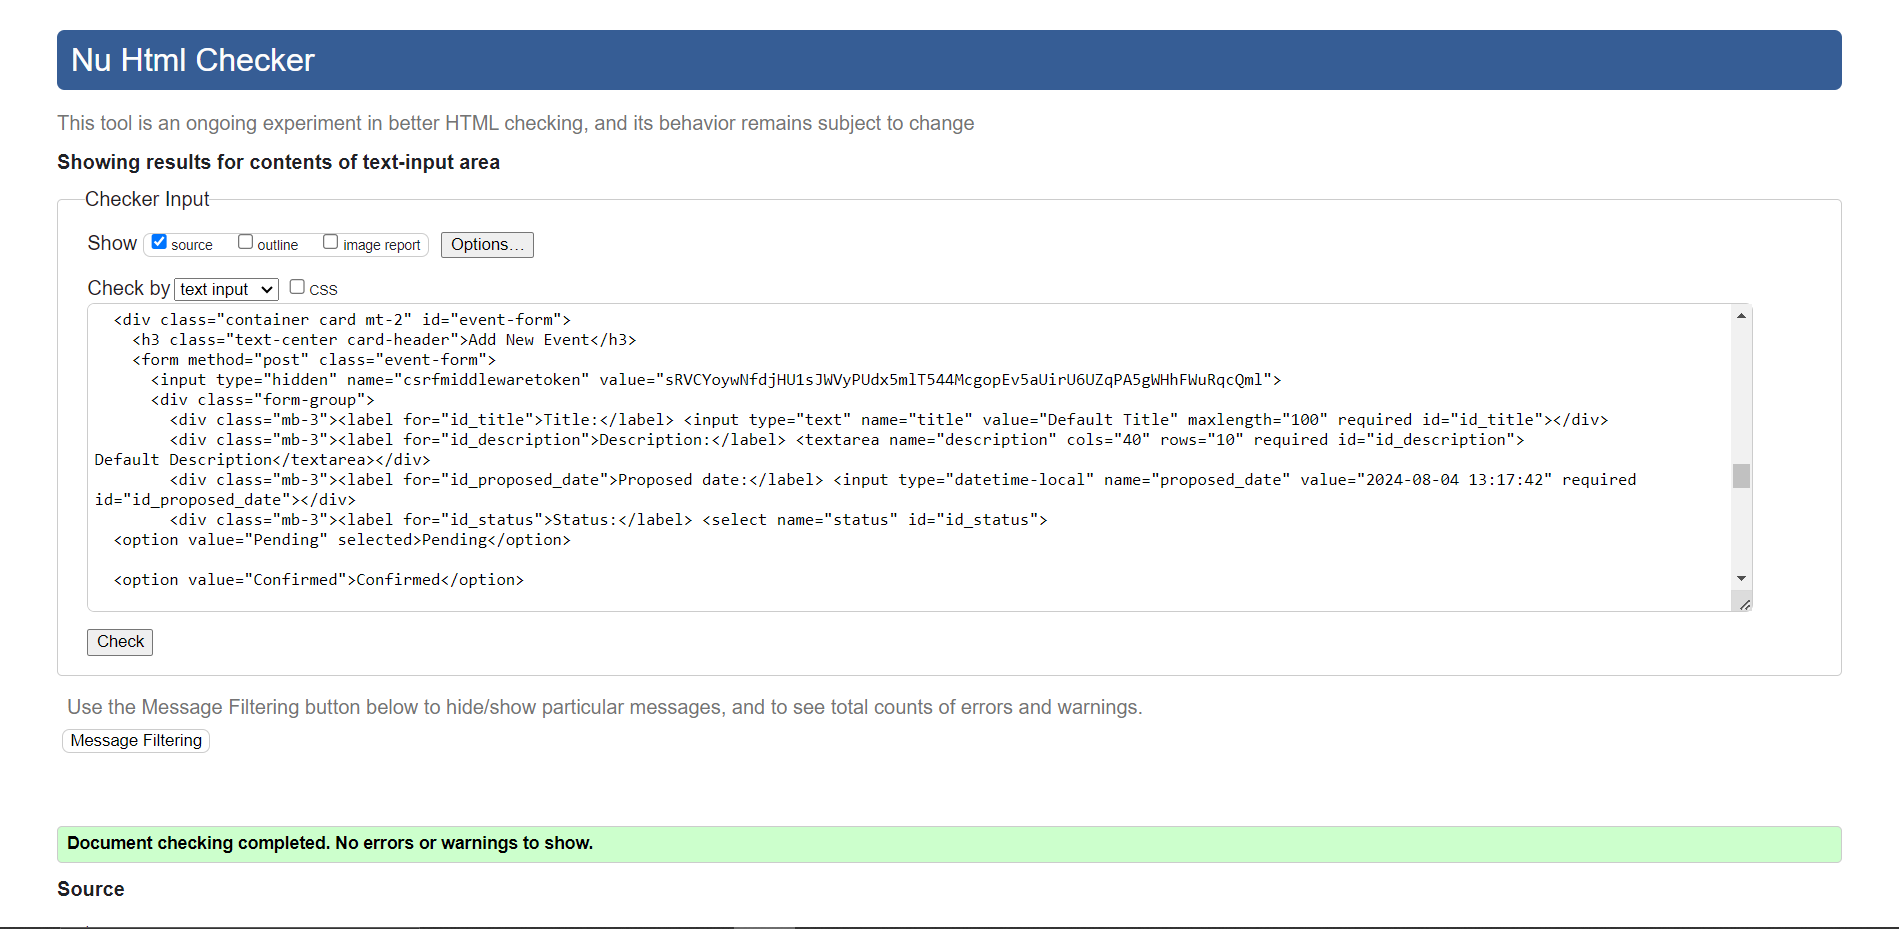 Nu Html Checker
This tool is an ongoing experiment in better HTML checking, and its behavior remains subject to change
Showing results for contents of text-input area
Checker Input
Show source outline image report Options...
Check by text input CSS
<div class="container card mt-2" id="event-form">
<h3 class="text-center card-header">Add New Event</h3>
<form method="post" class="event-form">
<input type="hidden" name="csrfmiddlewaretoken" value="sRVCYoywNfdjHU1sJWVyPUdx5mlT544McgopEv5aUirU6UZqPA5gWHhFWuRqcQml">
<div class="form-group">
<div class="mb-3"><label for="id_title">Title:</label> <input type="text" name="title" value="Default Title" maxlength="100" required id="id_title"></div>
<div class="mb-3"><label for="id_description">Description:</label> <textarea name="description" cols="40" rows="10" required id="id_description">
Default Description</textarea></div>
<div class="mb-3"><label for="id_proposed_date">Proposed date:</label> <input type="datetime-local" name="proposed_date" value="2024-08-04 13:17:42" required
id="id_proposed_date"></div>
<div class="mb-3"><label for="id_status">Status:</label> <select name="status" id="id_status">
<option value="Pending" selected>Pending</option>
<option value="Confirmed">Confirmed</option>
Check
Use the Message Filtering button below to hide/show particular messages, and to see total counts of errors and warnings.
Message Filtering
Document checking completed. No errors or warnings to show.
Source